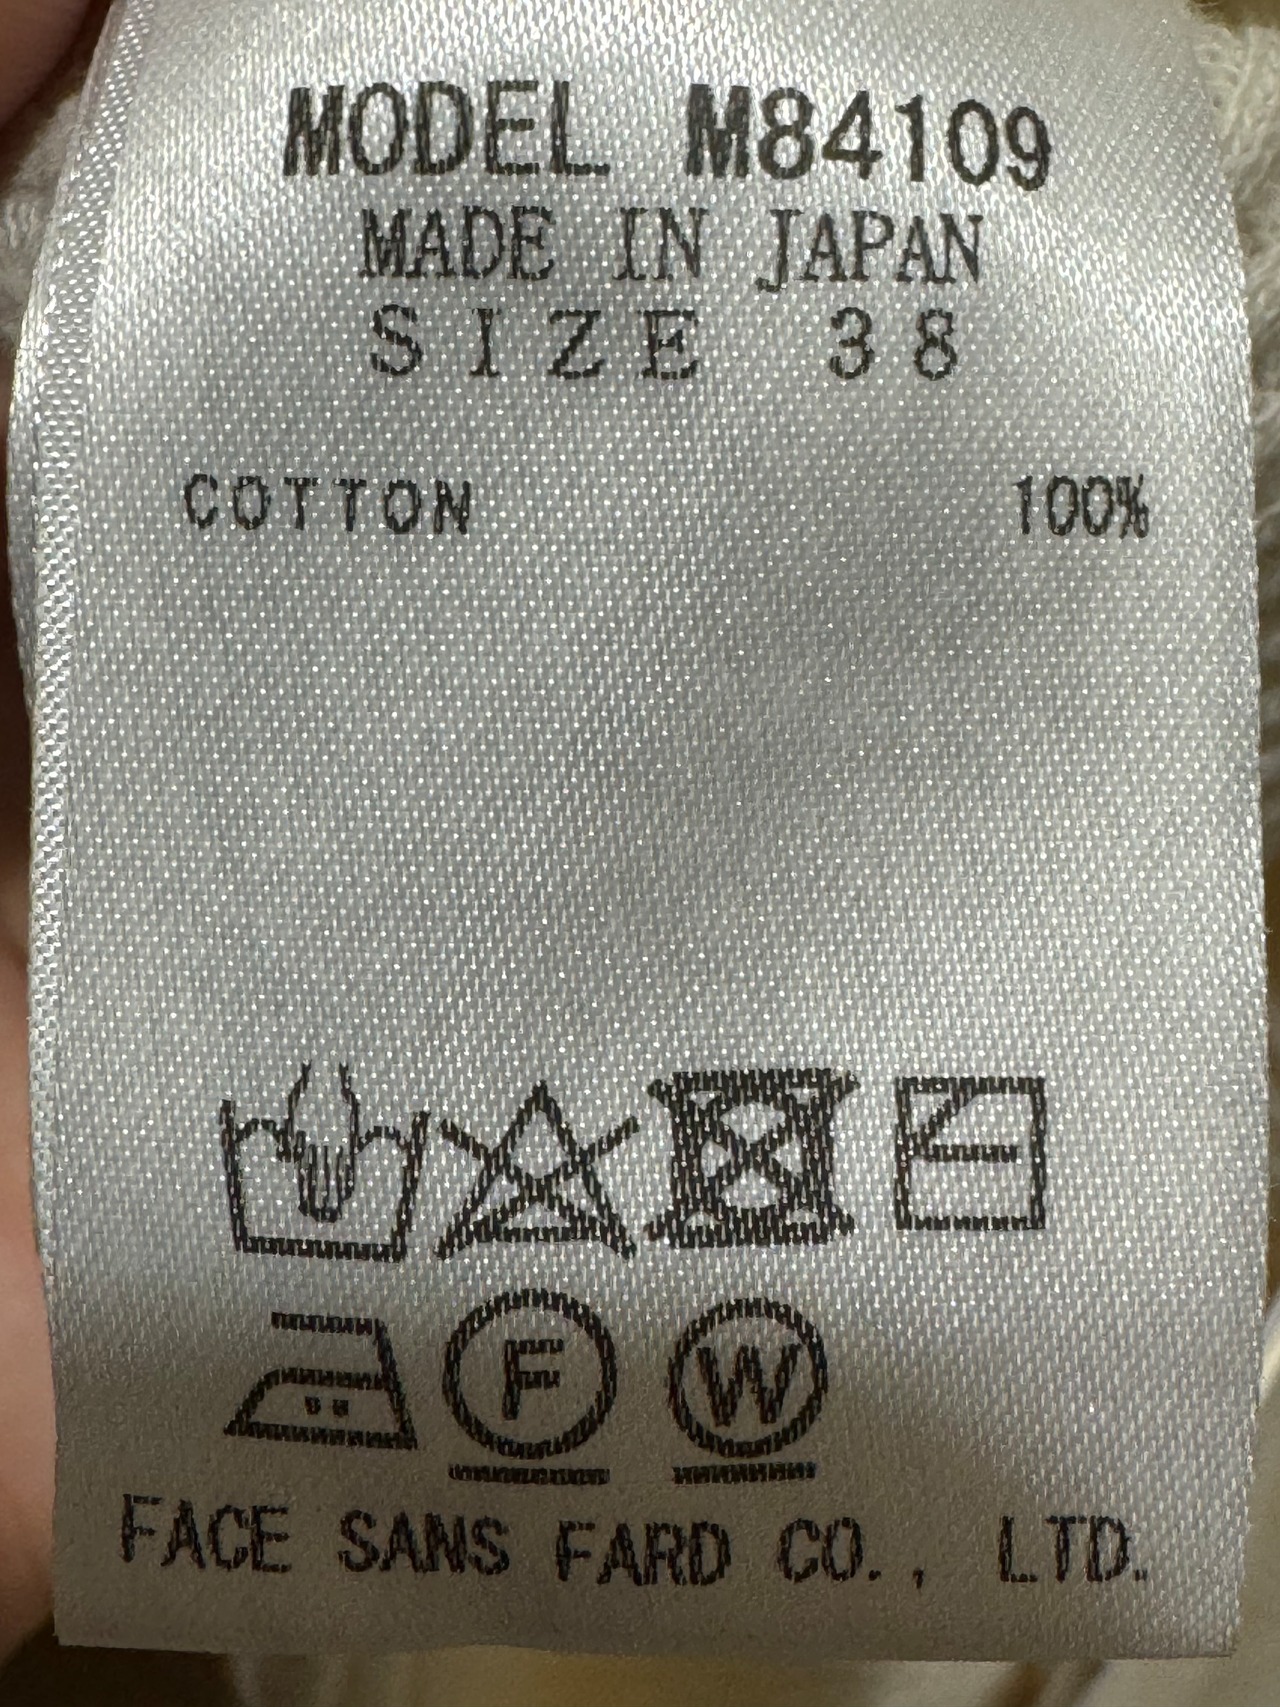 MODEL M84109
MADE IN JAPAN
SIZE 38
COTTON 100%
F W
FACE SANS FARD CO., LTD.